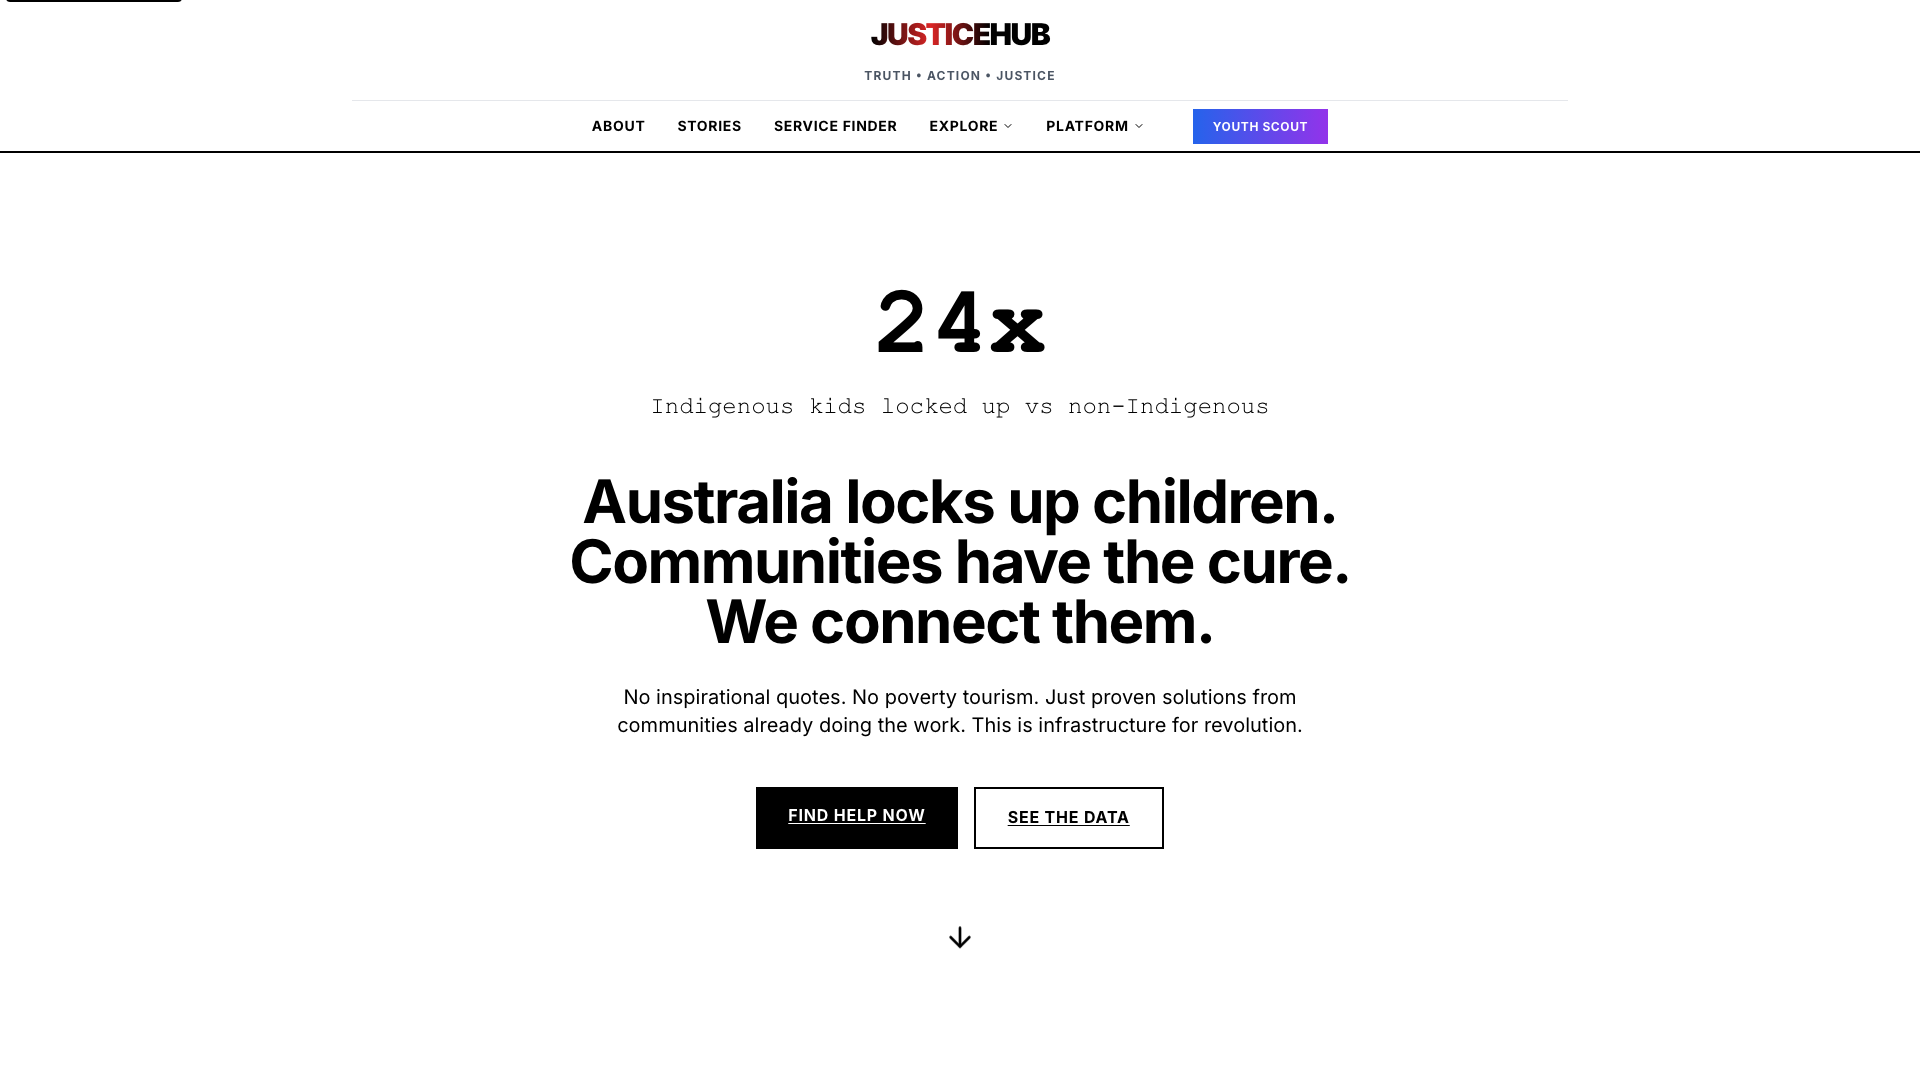 JUSTICEHUB
TRUTH • ACTION • JUSTICE
ABOUT STORIES SERVICE FINDER EXPLORE PLATFORM YOUTH SCOUT
24x
Indigenous kids locked up vs non-Indigenous
Australia locks up children.
Communities have the cure.
We connect them.
No inspirational quotes. No poverty tourism. Just proven solutions from
communities already doing the work. This is infrastructure for revolution.
FIND HELP NOW SEE THE DATA